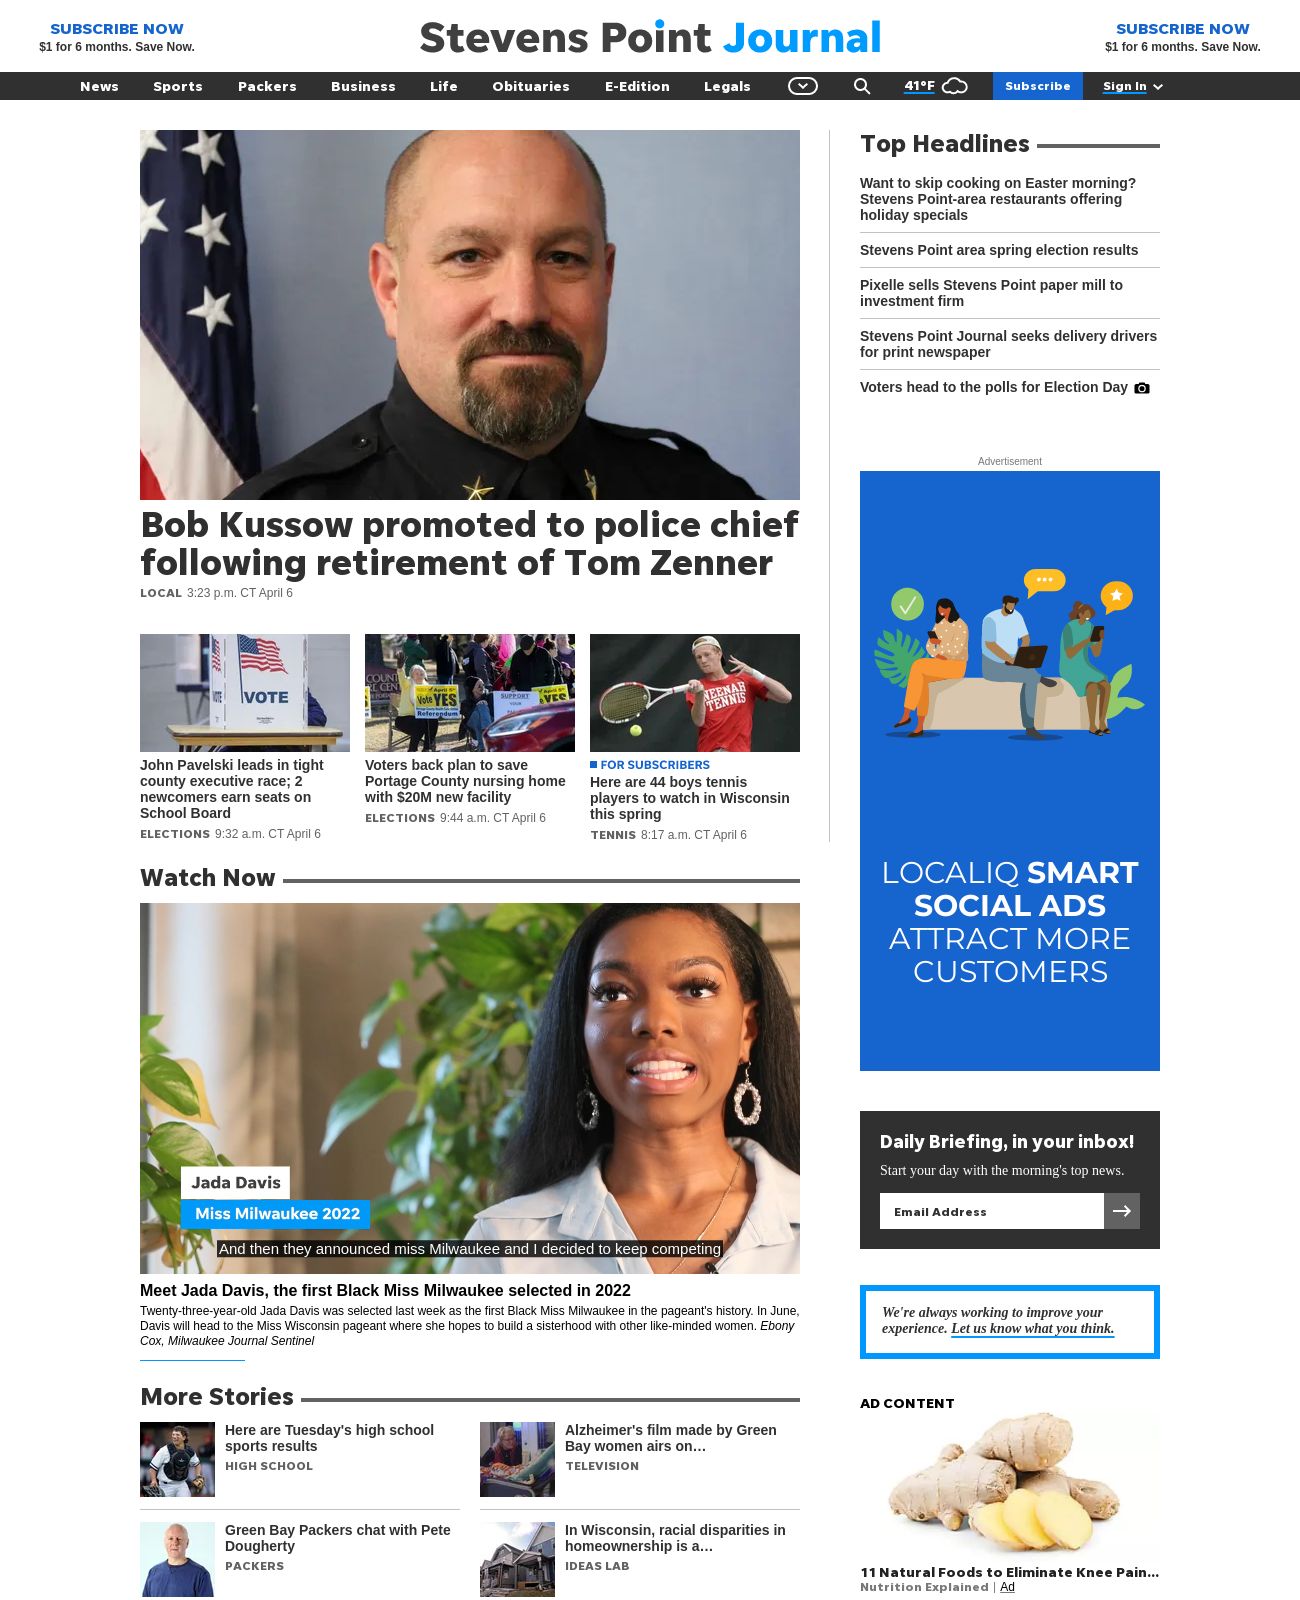 SUBSCRIBE NOW
$1 for 6 months. Save Now.
Stevens Point Journal
SUBSCRIBE NOW
$1 for 6 months. Save Now.
News Sports Packers Business Life Obituaries E-Edition Legals 41°F Subscribe Sign In
Bob Kussow promoted to police chief
following retirement of Tom Zenner
LOCAL 3:23 p.m. CT April 6
VOTE
VOTE
John Pavelski leads in tight
county executive race; 2
newcomers earn seats on
School Board
ELECTIONS 9:32 a.m. CT April 6
Vote YES
Referendum
SUPPORT
YOUR
YES
Voters back plan to save
Portage County nursing home
with $20M new facility
ELECTIONS 9:44 a.m. CT April 6
NEENAH
TENNIS
FOR SUBSCRIBERS
Here are 44 boys tennis
players to watch in Wisconsin
this spring
TENNIS 8:17 a.m. CT April 6
Top Headlines
Want to skip cooking on Easter morning?
Stevens Point-area restaurants offering
holiday specials
Stevens Point area spring election results
Pixelle sells Stevens Point paper mill to
investment firm
Stevens Point Journal seeks delivery drivers
for print newspaper
Voters head to the polls for Election Day
Advertisement
LOCALIQ SMART
SOCIAL ADS
ATTRACT MORE
CUSTOMERS
Watch Now
Jada Davis
Miss Milwaukee 2022
And then they announced miss Milwaukee and I decided to keep competing
Meet Jada Davis, the first Black Miss Milwaukee selected in 2022
Twenty-three-year-old Jada Davis was selected last week as the first Black Miss Milwaukee in the pageant's history. In June,
Davis will head to the Miss Wisconsin pageant where she hopes to build a sisterhood with other like-minded women. Ebony
Cox, Milwaukee Journal Sentinel
Daily Briefing, in your inbox!
Start your day with the morning's top news.
Email Address
We're always working to improve your
experience. Let us know what you think.
More Stories
Here are Tuesday's high school
sports results
HIGH SCHOOL
Alzheimer's film made by Green
Bay women airs on…
TELEVISION
Green Bay Packers chat with Pete
Dougherty
PACKERS
In Wisconsin, racial disparities in
homeownership is a…
IDEAS LAB
AD CONTENT
11 Natural Foods to Eliminate Knee Pain...
Nutrition Explained | Ad